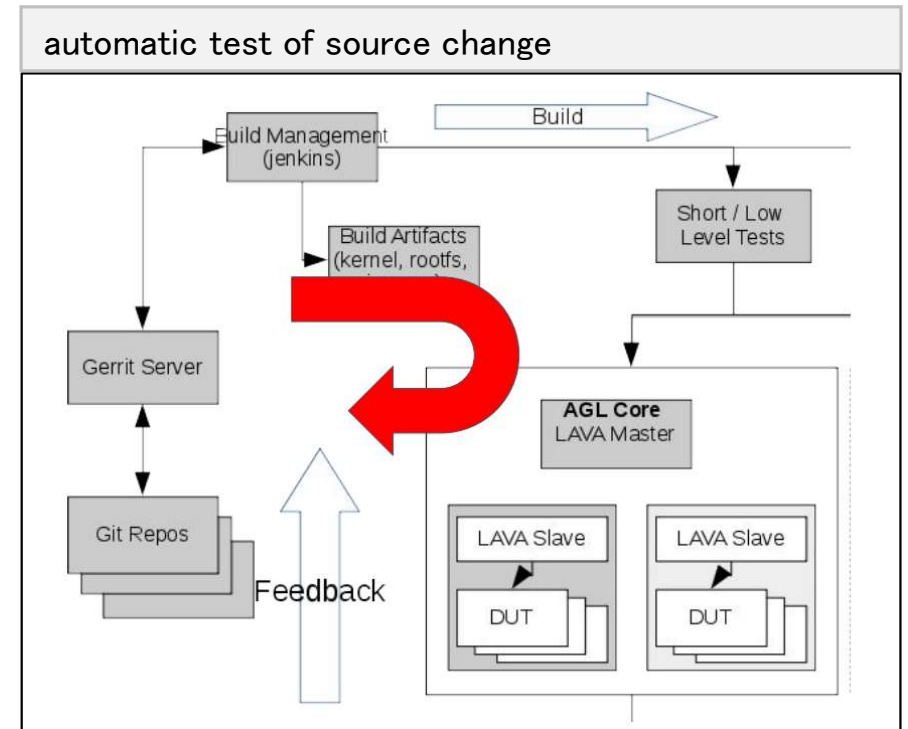 automatic test of source change
Build
Build Management
(jenkins)
Short / Low
Level Tests
Build Artifacts
(kernel, rootfs,
Gerrit Server
AGL Core
LAVA Master
Git Repos
Feedback
LAVA Slave
DUT
LAVA Slave
DUT